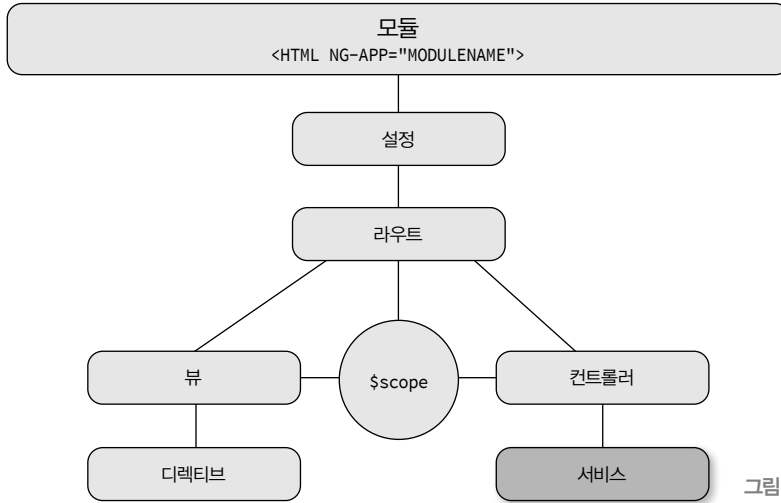 모듈
<HTML NG-APP="MODULENAME">
설정
라우트
뷰
$scope
컨트롤러
디렉티브
서비스
그림